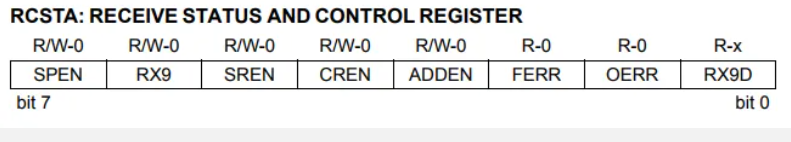 RCSTA: RECEIVE STATUS AND CONTROL REGISTER
R/W-0 R/W-0 R/W-0 R/W-0 R/W-0 R-0 R-0 R-x
SPEN RX9 SREN CREN ADDEN FERR OERR RX9D
bit 7 bit 0